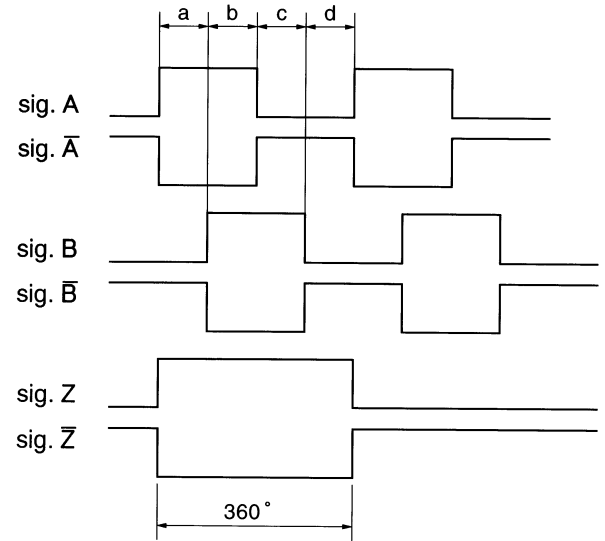 a b c d
sig. A
sig. A̅
sig. B
sig. B̅
sig. Z
sig. Z̅
360°